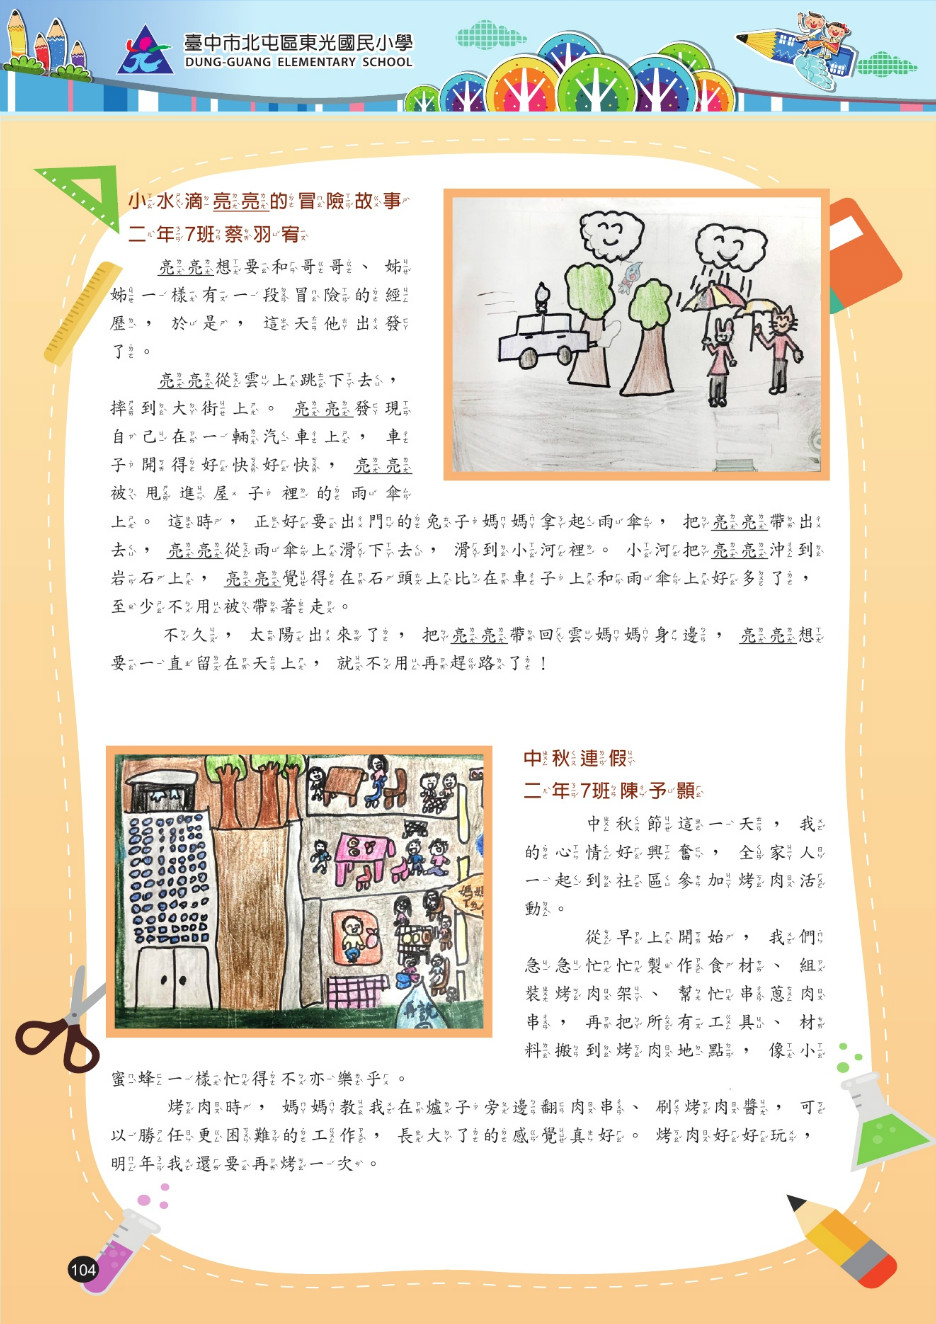 臺中市北屯區東光國民小學
DUNG-GUANG ELEMENTARY SCHOOL
小水滴亮亮的冒險故事
二年7班蔡羽宥
亮亮想要和哥哥、姊
姊一樣有一段冒險的經
歷，於是，這天他出發
了。
亮亮從雲上跳下去，
摔到大街上。亮亮發現
自己在一輛汽車上，車
子開得好快好快，亮亮
被甩進屋子裡的雨傘
上。這時，正好要出門的兔子媽媽拿起雨傘，把亮亮帶出
去，亮亮從雨傘上滑下去，滑到小河裡。小河把亮亮沖到
岩石上，亮亮覺得在石頭上比在車子上和雨傘上好多了，
至少不用被帶著走。
不久，太陽出來了，把亮亮帶回雲媽媽身邊，亮亮想
要一直留在天上，就不用再趕路了！
中秋連假
二年7班陳予顥
中秋節這一天，我
的心情好興奮，全家人
一起到社區參加烤肉活
動。
從早上開始，我們
急急忙忙製作食材、組
裝烤肉架、幫忙串蔥肉
串，再把所有工具、材
料搬到烤肉地點，像小
蜜蜂一樣忙得不亦樂乎。
烤肉時，媽媽教我在爐子旁邊翻肉串、刷烤肉醬，可
以勝任更困難的工作，長大了的感覺真好。烤肉好好玩，
明年我還要再烤一次。
104